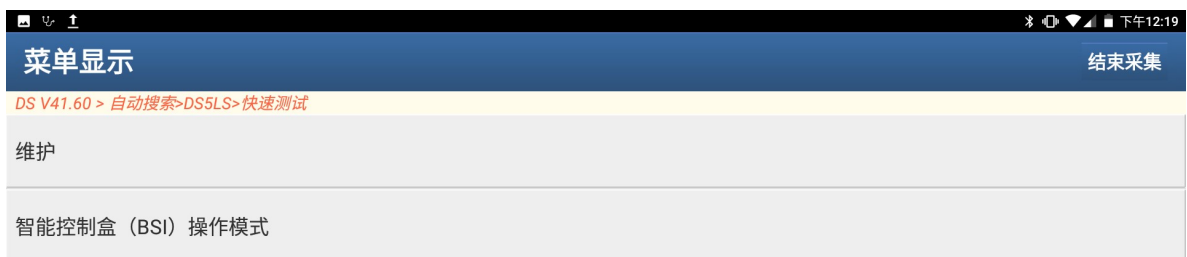 下午12:19
菜单显示
结束采集
DS V41.60 > 自动搜索>DS5LS>快速测试
维护
智能控制盒（BSI）操作模式